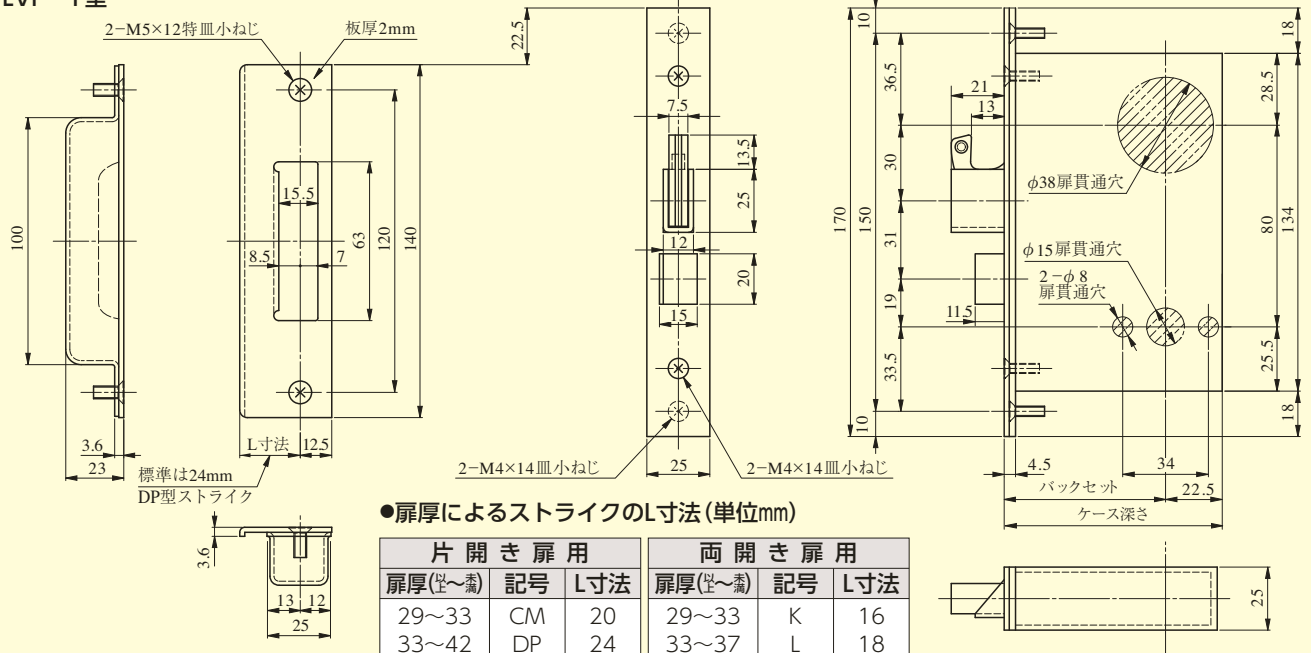 2−M5×12特皿小ねじ
板厚2mm
100
3.6
23
15.5
8.5
7
63
120
140
L寸法
12.5
標準は24mm
DP型ストライク
3.6
13
12
25
22.5
7.5
13.5
25
12
20
15
2−M4×14皿小ねじ
25
2−M4×14皿小ねじ
170
10
150
10
36.5
30
31
19
33.5
21
13
11.5
φ38扉貫通穴
φ15扉貫通穴
2−φ8
扉貫通穴
18
28.5
80
134
25.5
18
4.5
34
バックセット
22.5
ケース深さ
25
●扉厚によるストライクのL寸法(単位mm)
片開き扉用 両開き扉用
扉厚(以上〜未満) 記号 L寸法 扉厚(以上〜未満) 記号 L寸法
29〜33 CM 20 29〜33 K 16
33〜42 DP 24 33〜37 L 18